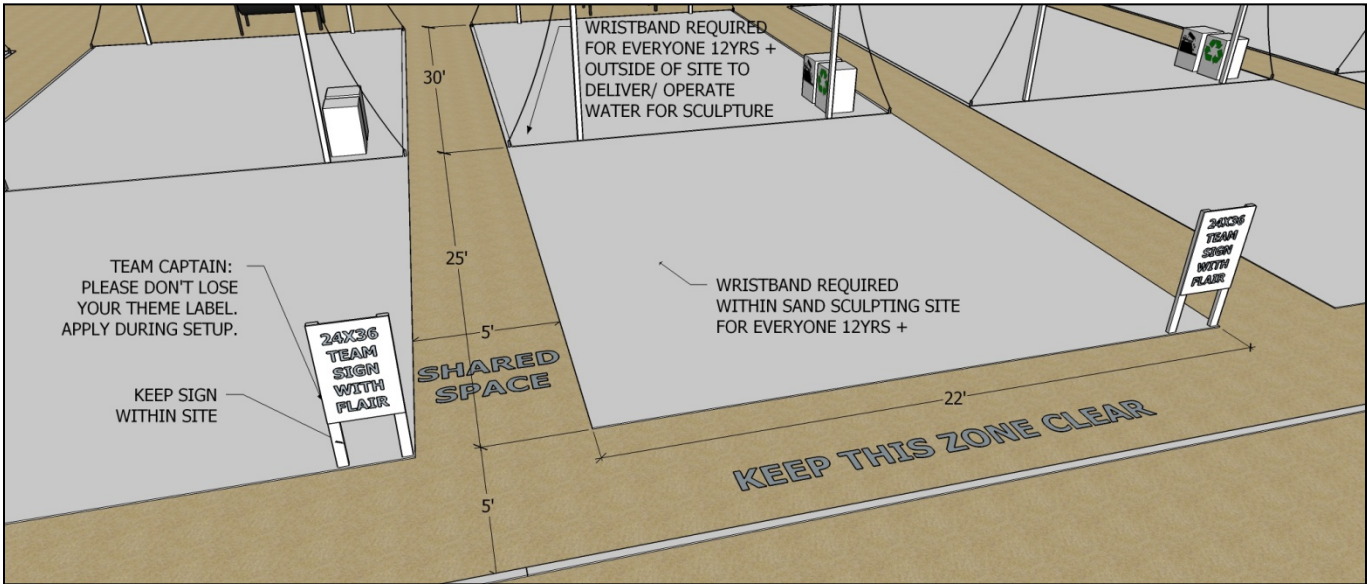 WRISTBAND REQUIRED
FOR EVERYONE 12YRS +
OUTSIDE OF SITE TO
DELIVER/ OPERATE
WATER FOR SCULPTURE
30'
25'
TEAM CAPTAIN:
PLEASE DON'T LOSE
YOUR THEME LABEL.
APPLY DURING SETUP.
KEEP SIGN
WITHIN SITE
24X36
TEAM
SIGN
WITH
FLAIR
5'
SHARED
SPACE
WRISTBAND REQUIRED
WITHIN SAND SCULPTING SITE
FOR EVERYONE 12YRS +
24X36
TEAM
SIGN
WITH
FLAIR
22'
KEEP THIS ZONE CLEAR
5'